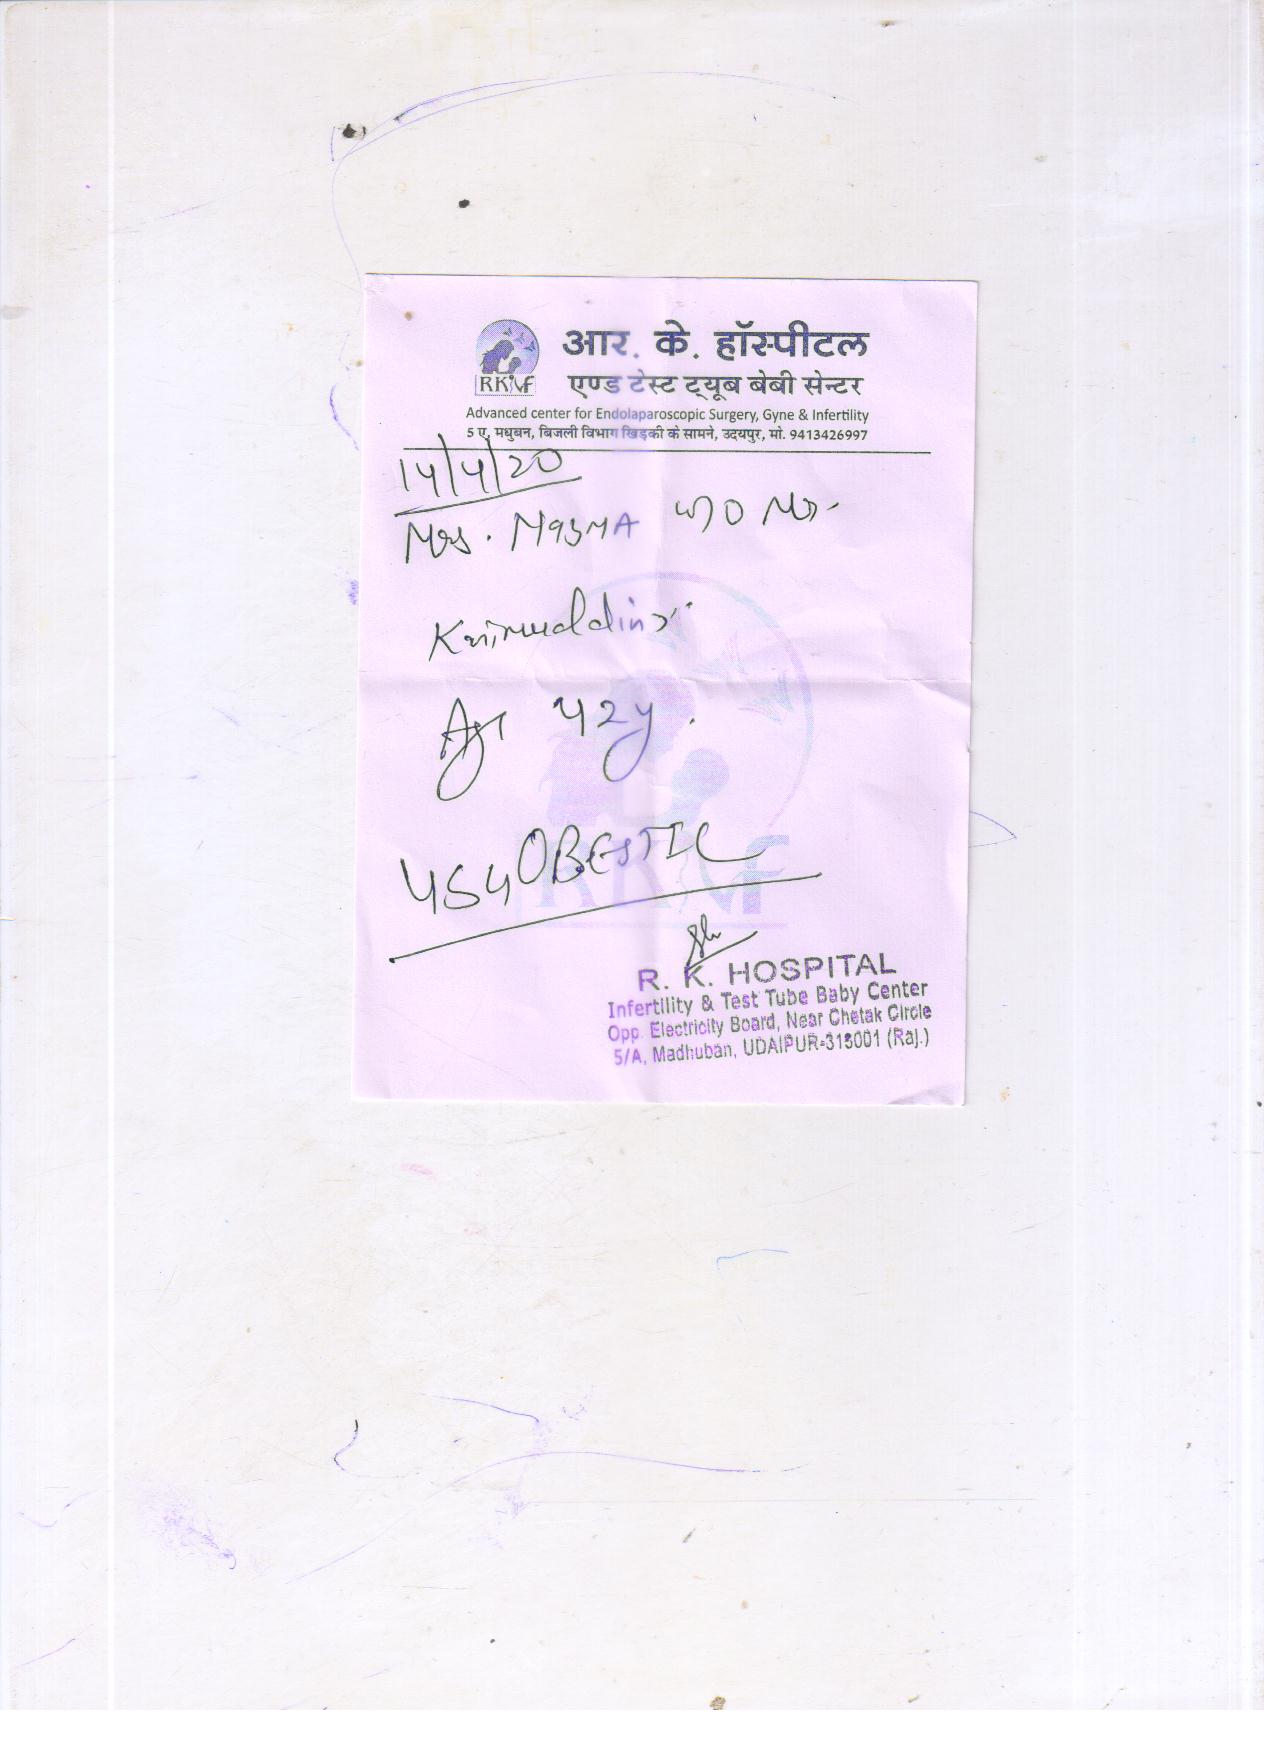 आर. के. हॉस्पीटल
RKIVF
एण्ड टेस्ट ट्यूब बेबी सेन्टर
Advanced center for Endolaparoscopic Surgery, Gyne & Infertility
5 ए, मधुबन, बिजली विभाग खिड़की के सामने, उदयपुर, मो. 9413426997
14/4/20
Mrs. W/O Mr.
Age 42y.
USG OBESTIC
R. K. HOSPITAL
Infertility & Test Tube Baby Center
Opp. Electricity Board, Near Chetak Circle
5/A, Madhuban, UDAIPUR-313001 (Raj.)